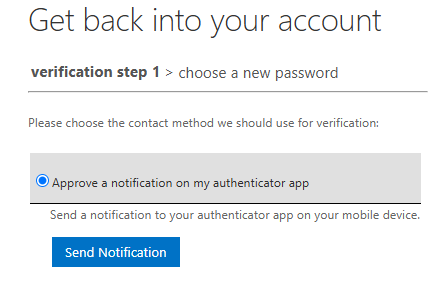 Get back into your account
verification step 1 > choose a new password
Please choose the contact method we should use for verification:
Approve a notification on my authenticator app
Send a notification to your authenticator app on your mobile device.
Send Notification